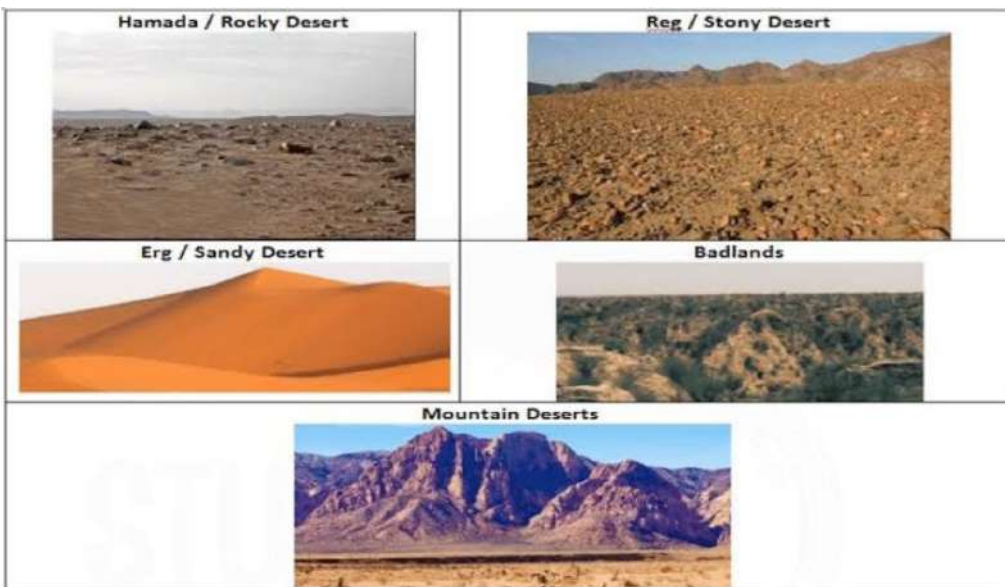 Hamada / Rocky Desert
Reg / Stony Desert
Erg / Sandy Desert
Badlands
Mountain Deserts